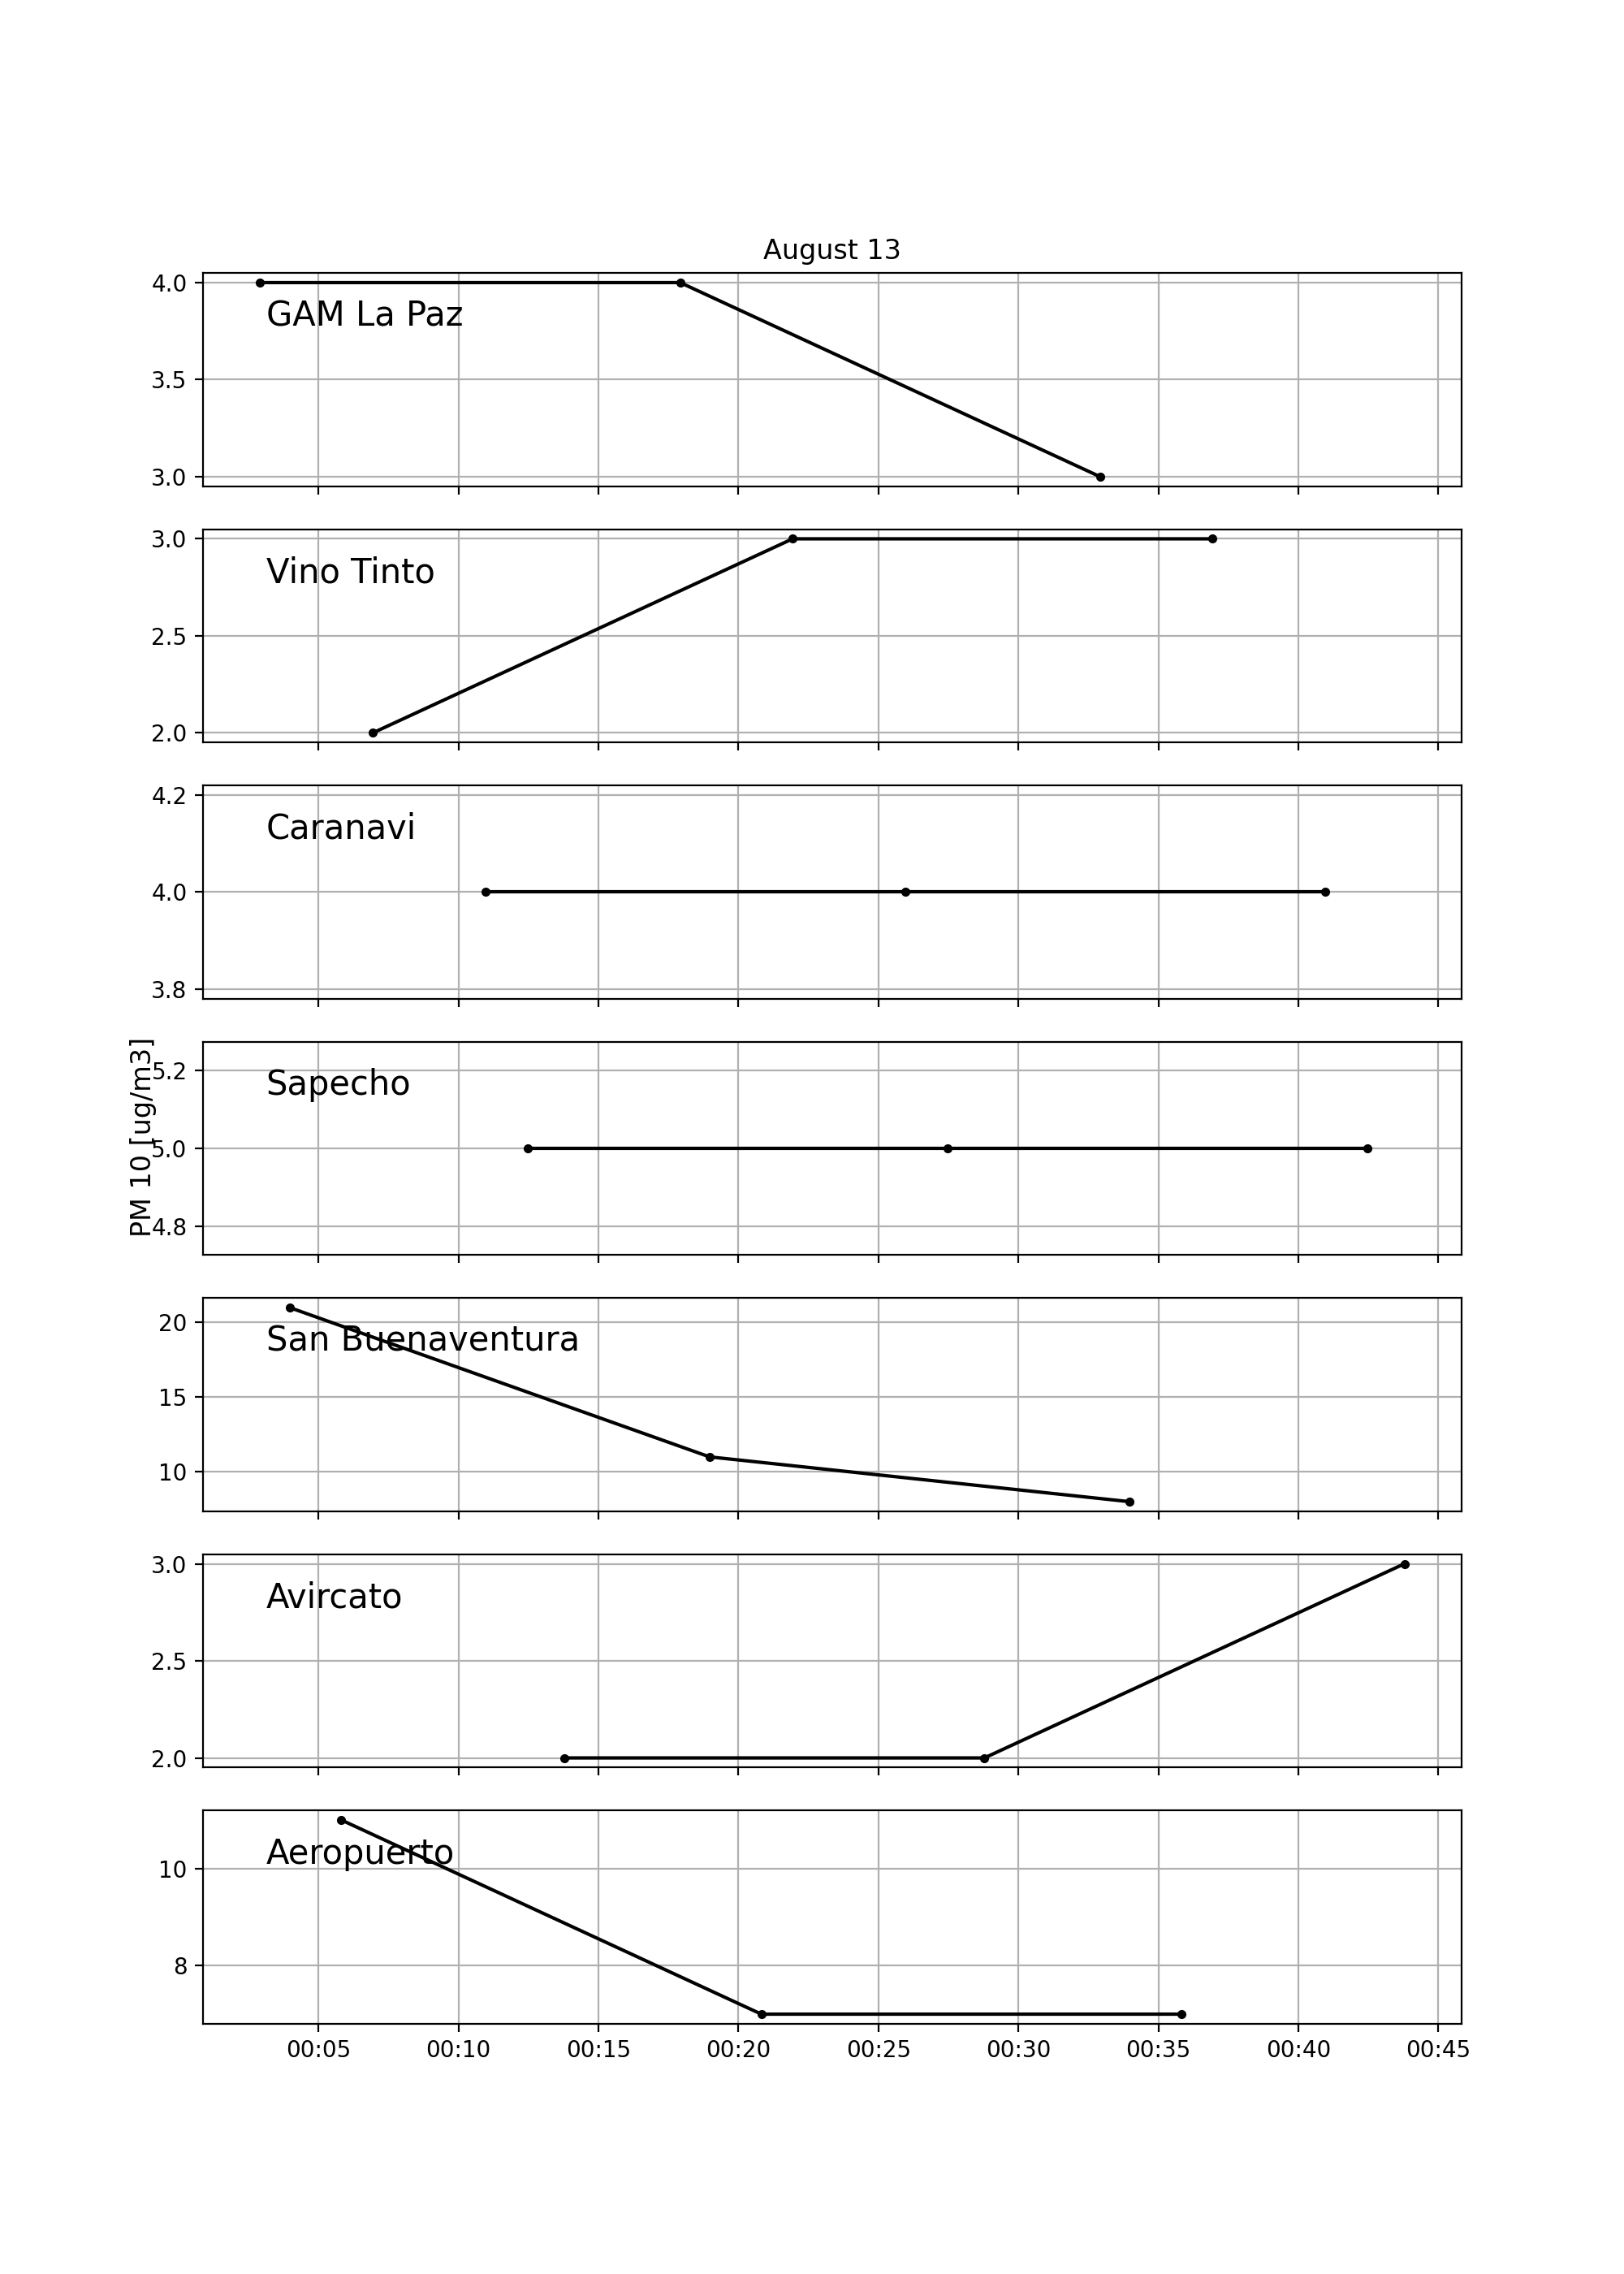 August 13
4.0
GAM La Paz
3.5
3.0
3.0
Vino Tinto
2.5
2.0
4.2
Caranavi
4.0
3.8
PM 10 [ug/m3]
5.2
Sapecho
5.0
4.8
20
San Buenaventura
15
10
3.0
Avircato
2.5
2.0
Aeropuerto
10
8
00:05 00:10 00:15 00:20 00:25 00:30 00:35 00:40 00:45